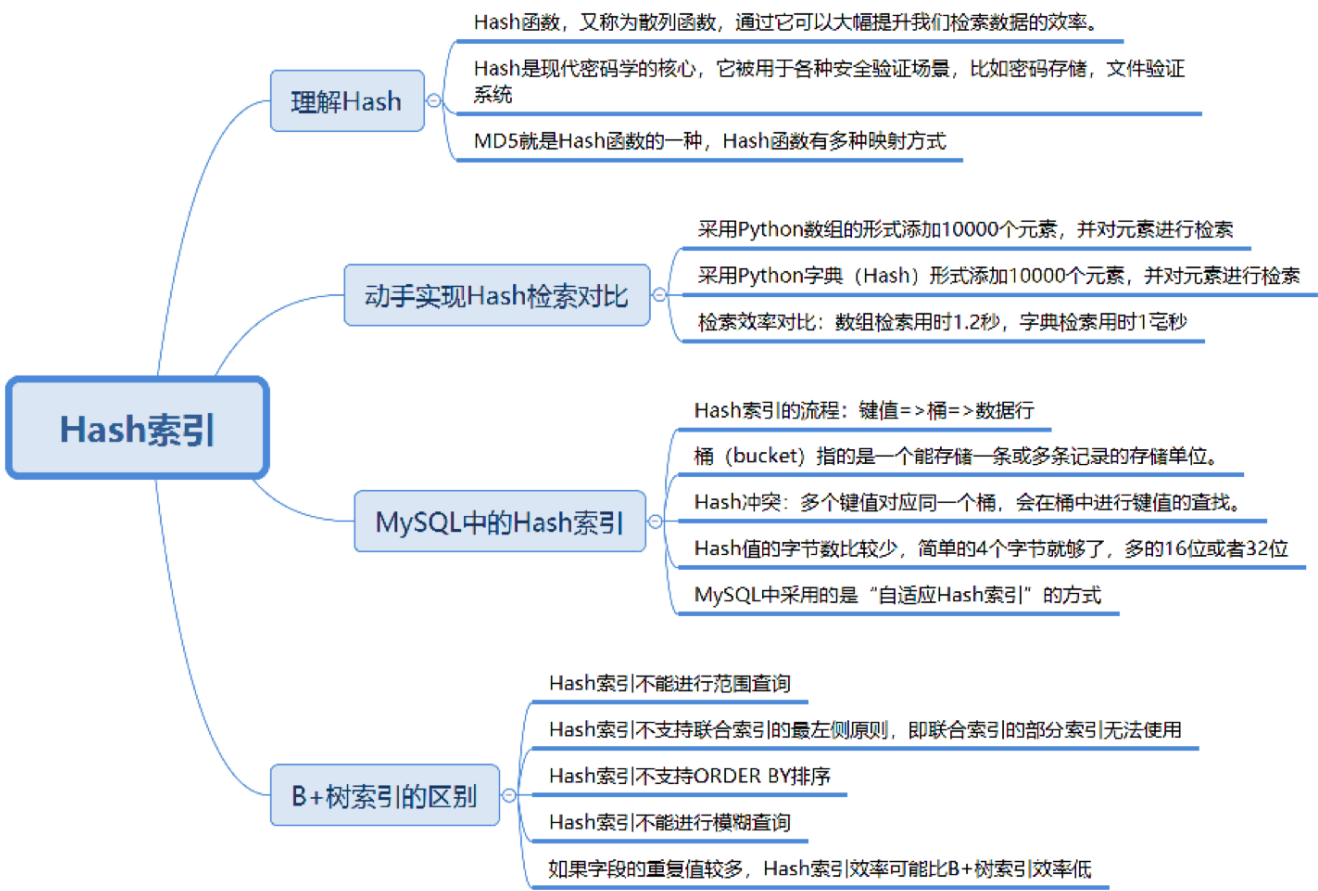 Hash函数，又称为散列函数，通过它可以大幅提升我们检索数据的效率。
理解Hash
Hash是现代密码学的核心，它被用于各种安全验证场景，比如密码存储，文件验证
系统
MD5就是Hash函数的一种，Hash函数有多种映射方式
采用Python数组的形式添加10000个元素，并对元素进行检索
动手实现Hash检索对比
采用Python字典（Hash）形式添加10000个元素，并对元素进行检索
检索效率对比：数组检索用时1.2秒，字典检索用时1毫秒
Hash索引
Hash索引的流程：键值=>桶=>数据行
桶（bucket）指的是一个能存储一条或多条记录的存储单位。
MySQL中的Hash索引
Hash冲突：多个键值对应同一个桶，会在桶中进行键值的查找。
Hash值的字节数比较少，简单的4个字节就够了，多的16位或者32位
MySQL中采用的是“自适应Hash索引”的方式
Hash索引不能进行范围查询
Hash索引不支持联合索引的最左侧原则，即联合索引的部分索引无法使用
B+树索引的区别
Hash索引不支持ORDER BY排序
Hash索引不能进行模糊查询
如果字段的重复值较多，Hash索引效率可能比B+树索引效率低